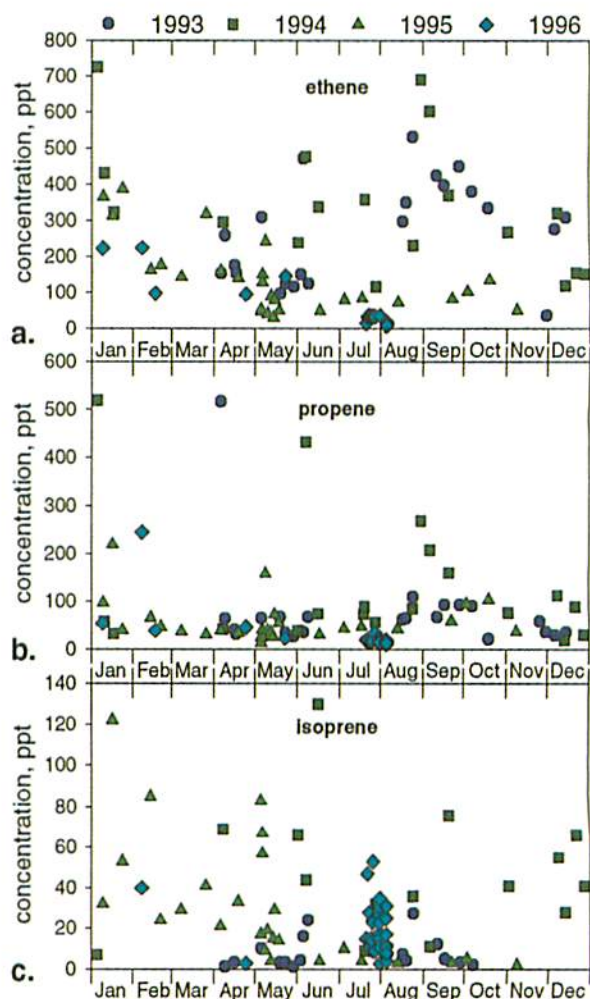 1993 1994 1995 1996
800
ethene
700
600
500
400
300
200
100
0
concentration, ppt
a.
Jan Feb Mar Apr May Jun Jul Aug Sep Oct Nov Dec
600
propene
500
400
300
200
100
0
concentration, ppt
b.
Jan Feb Mar Apr May Jun Jul Aug Sep Oct Nov Dec
140
isoprene
120
100
80
60
40
20
0
concentration, ppt
c.
Jan Feb Mar Apr May Jun Jul Aug Sep Oct Nov Dec